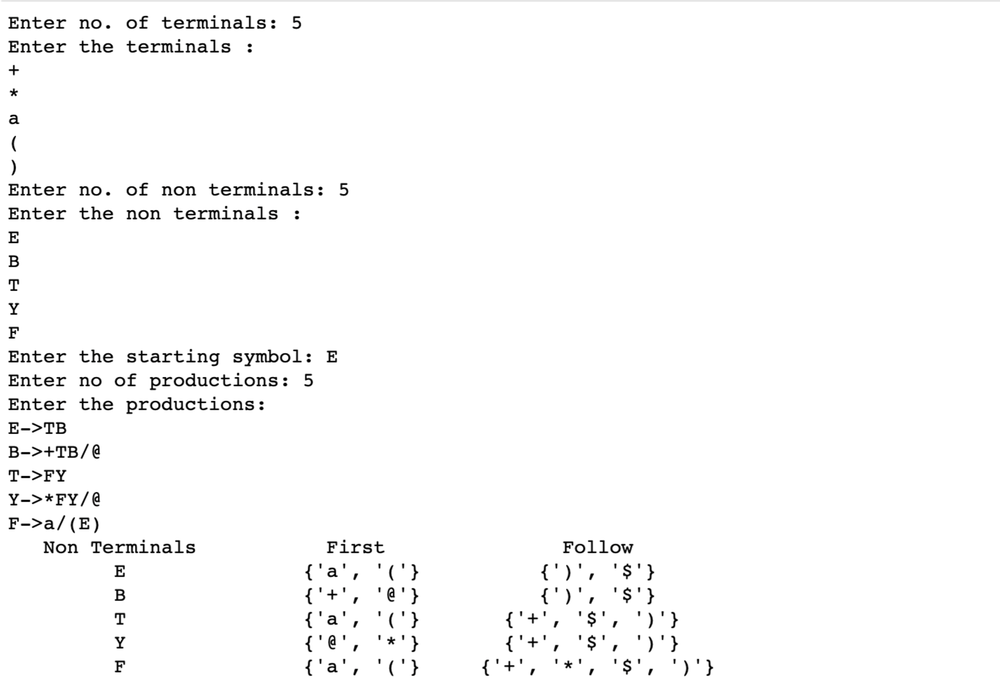 Enter no. of terminals: 5
Enter the terminals :
+
*
a
(
)
Enter no. of non terminals: 5
Enter the non terminals :
E
B
T
Y
F
Enter the starting symbol: E
Enter no of productions: 5
Enter the productions:
E->TB
B->+TB/@
T->FY
Y->*FY/@
F->a/(E)
Non Terminals First Follow
E {'a', '('} {')', '$'}
B {'+', '@'} {')', '$'}
T {'a', '('} {'+', '$', ')'}
Y {'@', '*'} {'+', '$', ')'}
F {'a', '('} {'+', '*', '$', ')'}